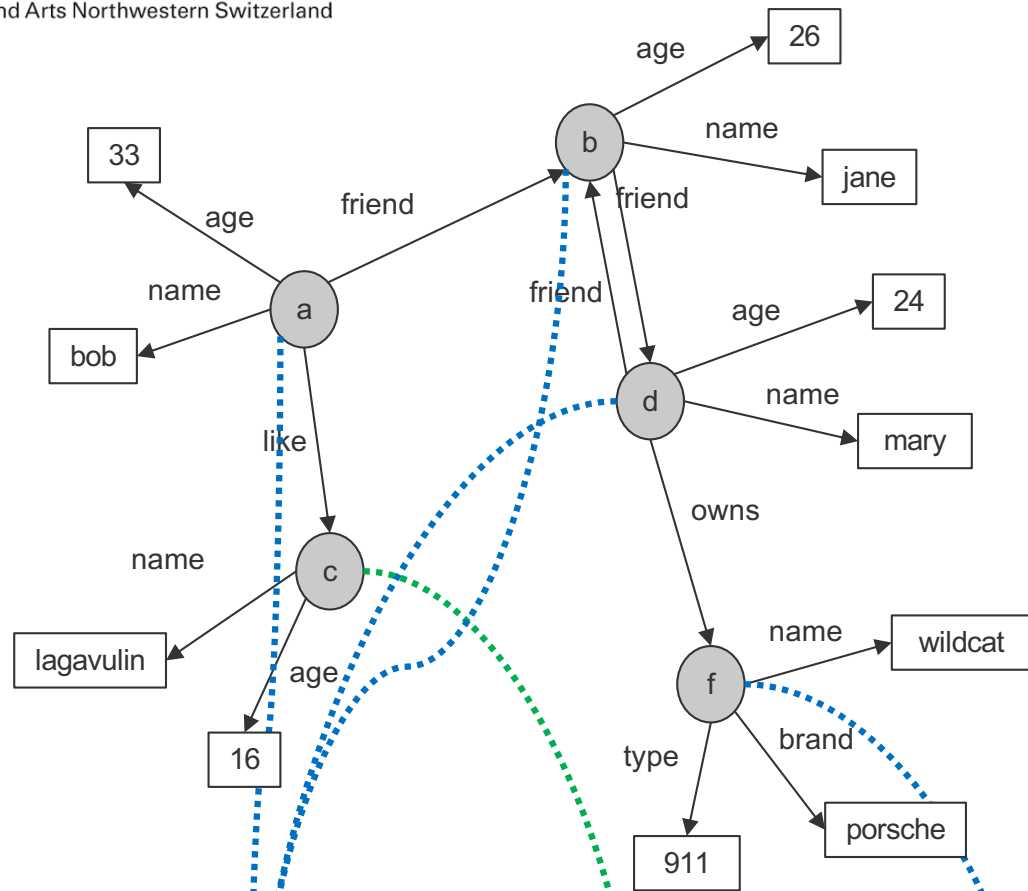 nd Arts Northwestern Switzerland
age
26
b
name
jane
33
age
friend
friend
name
a
friend
age
24
bob
d
name
mary
like
owns
name
c
lagavulin
age
name
wildcat
f
16
type
brand
porsche
911